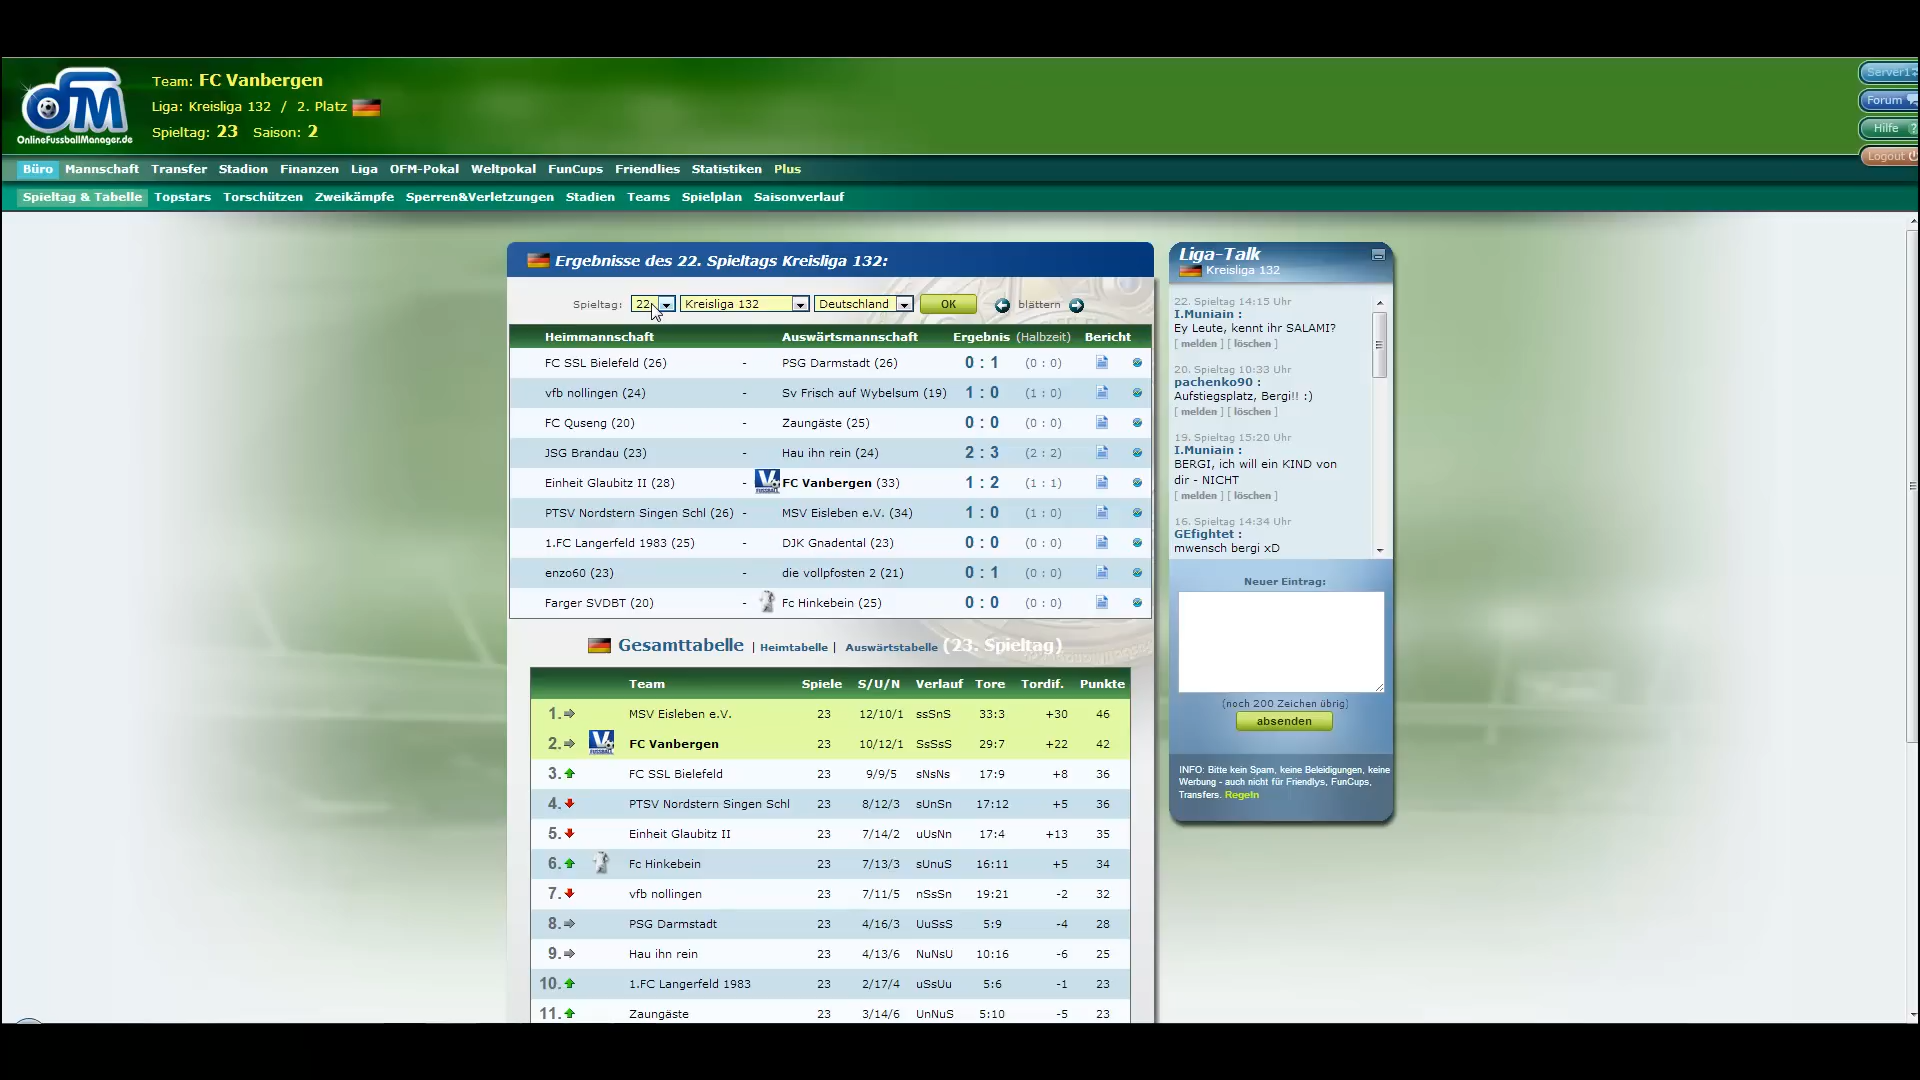 OFM
OnlineFussballManager.de
Team: FC Vanbergen
Liga: Kreisliga 132 / 2. Platz
Spieltag: 23 Saison: 2
Server1
Forum
Hilfe ?
Logout
Büro Mannschaft Transfer Stadion Finanzen Liga OFM-Pokal Weltpokal FunCups Friendlies Statistiken Plus
Spieltag & Tabelle Topstars Torschützen Zweikämpfe Sperren&Verletzungen Stadien Teams Spielplan Saisonverlauf
Ergebnisse des 22. Spieltags Kreisliga 132:
Spieltag: 22 Kreisliga 132 Deutschland OK blättern
Heimmannschaft Auswärtsmannschaft Ergebnis (Halbzeit) Bericht
FC SSL Bielefeld (26) - PSG Darmstadt (26) 0 : 1 (0 : 0)
vfb nollingen (24) - Sv Frisch auf Wybelsum (19) 1 : 0 (1 : 0)
FC Quseng (20) - Zaungäste (25) 0 : 0 (0 : 0)
JSG Brandau (23) - Hau ihn rein (24) 2 : 3 (2 : 2)
Einheit Glaubitz II (28) - V FUSSBALL FC Vanbergen (33) 1 : 2 (1 : 1)
PTSV Nordstern Singen Schl (26) - MSV Eisleben e.V. (34) 1 : 0 (1 : 0)
1.FC Langerfeld 1983 (25) - DJK Gnadental (23) 0 : 0 (0 : 0)
enzo60 (23) - die vollpfosten 2 (21) 0 : 1 (0 : 0)
Farger SVDBT (20) - Fc Hinkebein (25) 0 : 0 (0 : 0)
Gesamttabelle | Heimtabelle | Auswärtstabelle (23. Spieltag)
Team Spiele S/U/N Verlauf Tore Tordif. Punkte
1. MSV Eisleben e.V. 23 12/10/1 ssSnS 33:3 +30 46
2. V FUSSBALL FC Vanbergen 23 10/12/1 SsSsS 29:7 +22 42
3. FC SSL Bielefeld 23 9/9/5 sNsNs 17:9 +8 36
4. PTSV Nordstern Singen Schl 23 8/12/3 sUnSn 17:12 +5 36
5. Einheit Glaubitz II 23 7/14/2 uUsNn 17:4 +13 35
6. Fc Hinkebein 23 7/13/3 sUnuS 16:11 +5 34
7. vfb nollingen 23 7/11/5 nSsSn 19:21 -2 32
8. PSG Darmstadt 23 4/16/3 UuSsS 5:9 -4 28
9. Hau ihn rein 23 4/13/6 NuNsU 10:16 -6 25
10. 1.FC Langerfeld 1983 23 2/17/4 uSsUu 5:6 -1 23
11. Zaungäste 23 3/14/6 UnNuS 5:10 -5 23
Liga-Talk
Kreisliga 132
22. Spieltag 14:15 Uhr
I.Muniain :
Ey Leute, kennt ihr SALAMI?
[ melden ] [ löschen ]
20. Spieltag 10:33 Uhr
pachenko90 :
Aufstiegsplatz, Bergi!! :)
[ melden ] [ löschen ]
19. Spieltag 15:20 Uhr
I.Muniain :
BERGI, ich will ein KIND von
dir - NICHT
[ melden ] [ löschen ]
16. Spieltag 14:34 Uhr
GEfightet :
mwensch bergi xD
Neuer Eintrag:
(noch 200 Zeichen übrig)
absenden
INFO: Bitte kein Spam, keine Beleidigungen, keine
Werbung - auch nicht für Friendlys, FunCups,
Transfers. Regeln